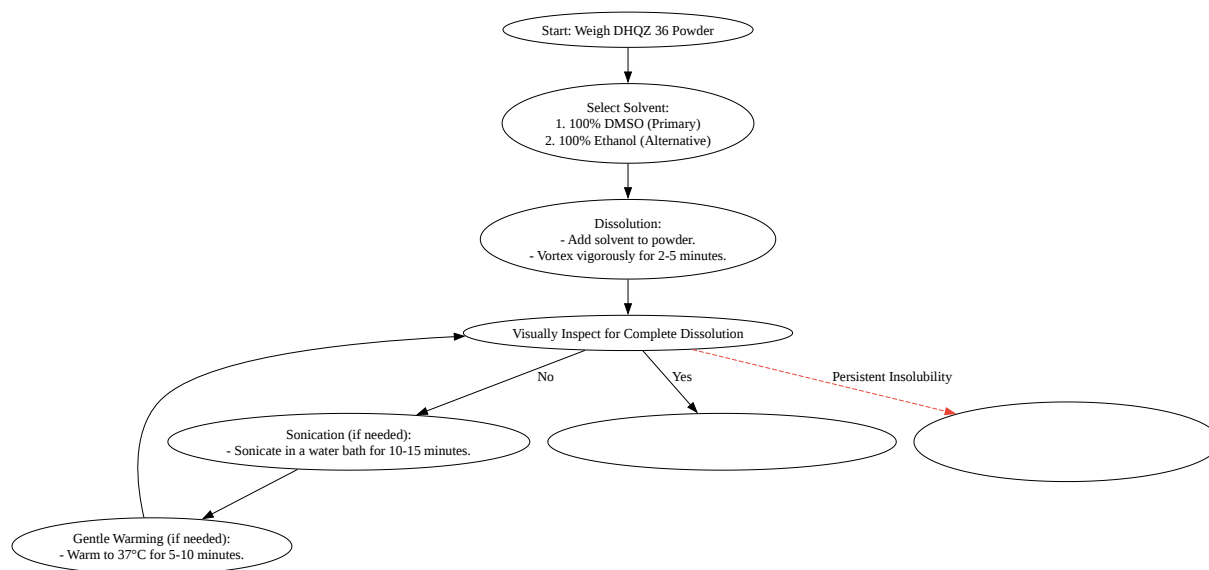 Start: Weigh DHQZ 36 Powder
Select Solvent:
1. 100% DMSO (Primary)
2. 100% Ethanol (Alternative)
Dissolution:
- Add solvent to powder.
- Vortex vigorously for 2-5 minutes.
Visually Inspect for Complete Dissolution
No
Yes
Persistent Insolubility
Sonication (if needed):
- Sonicate in a water bath for 10-15 minutes.
Gentle Warming (if needed):
- Warm to 37°C for 5-10 minutes.